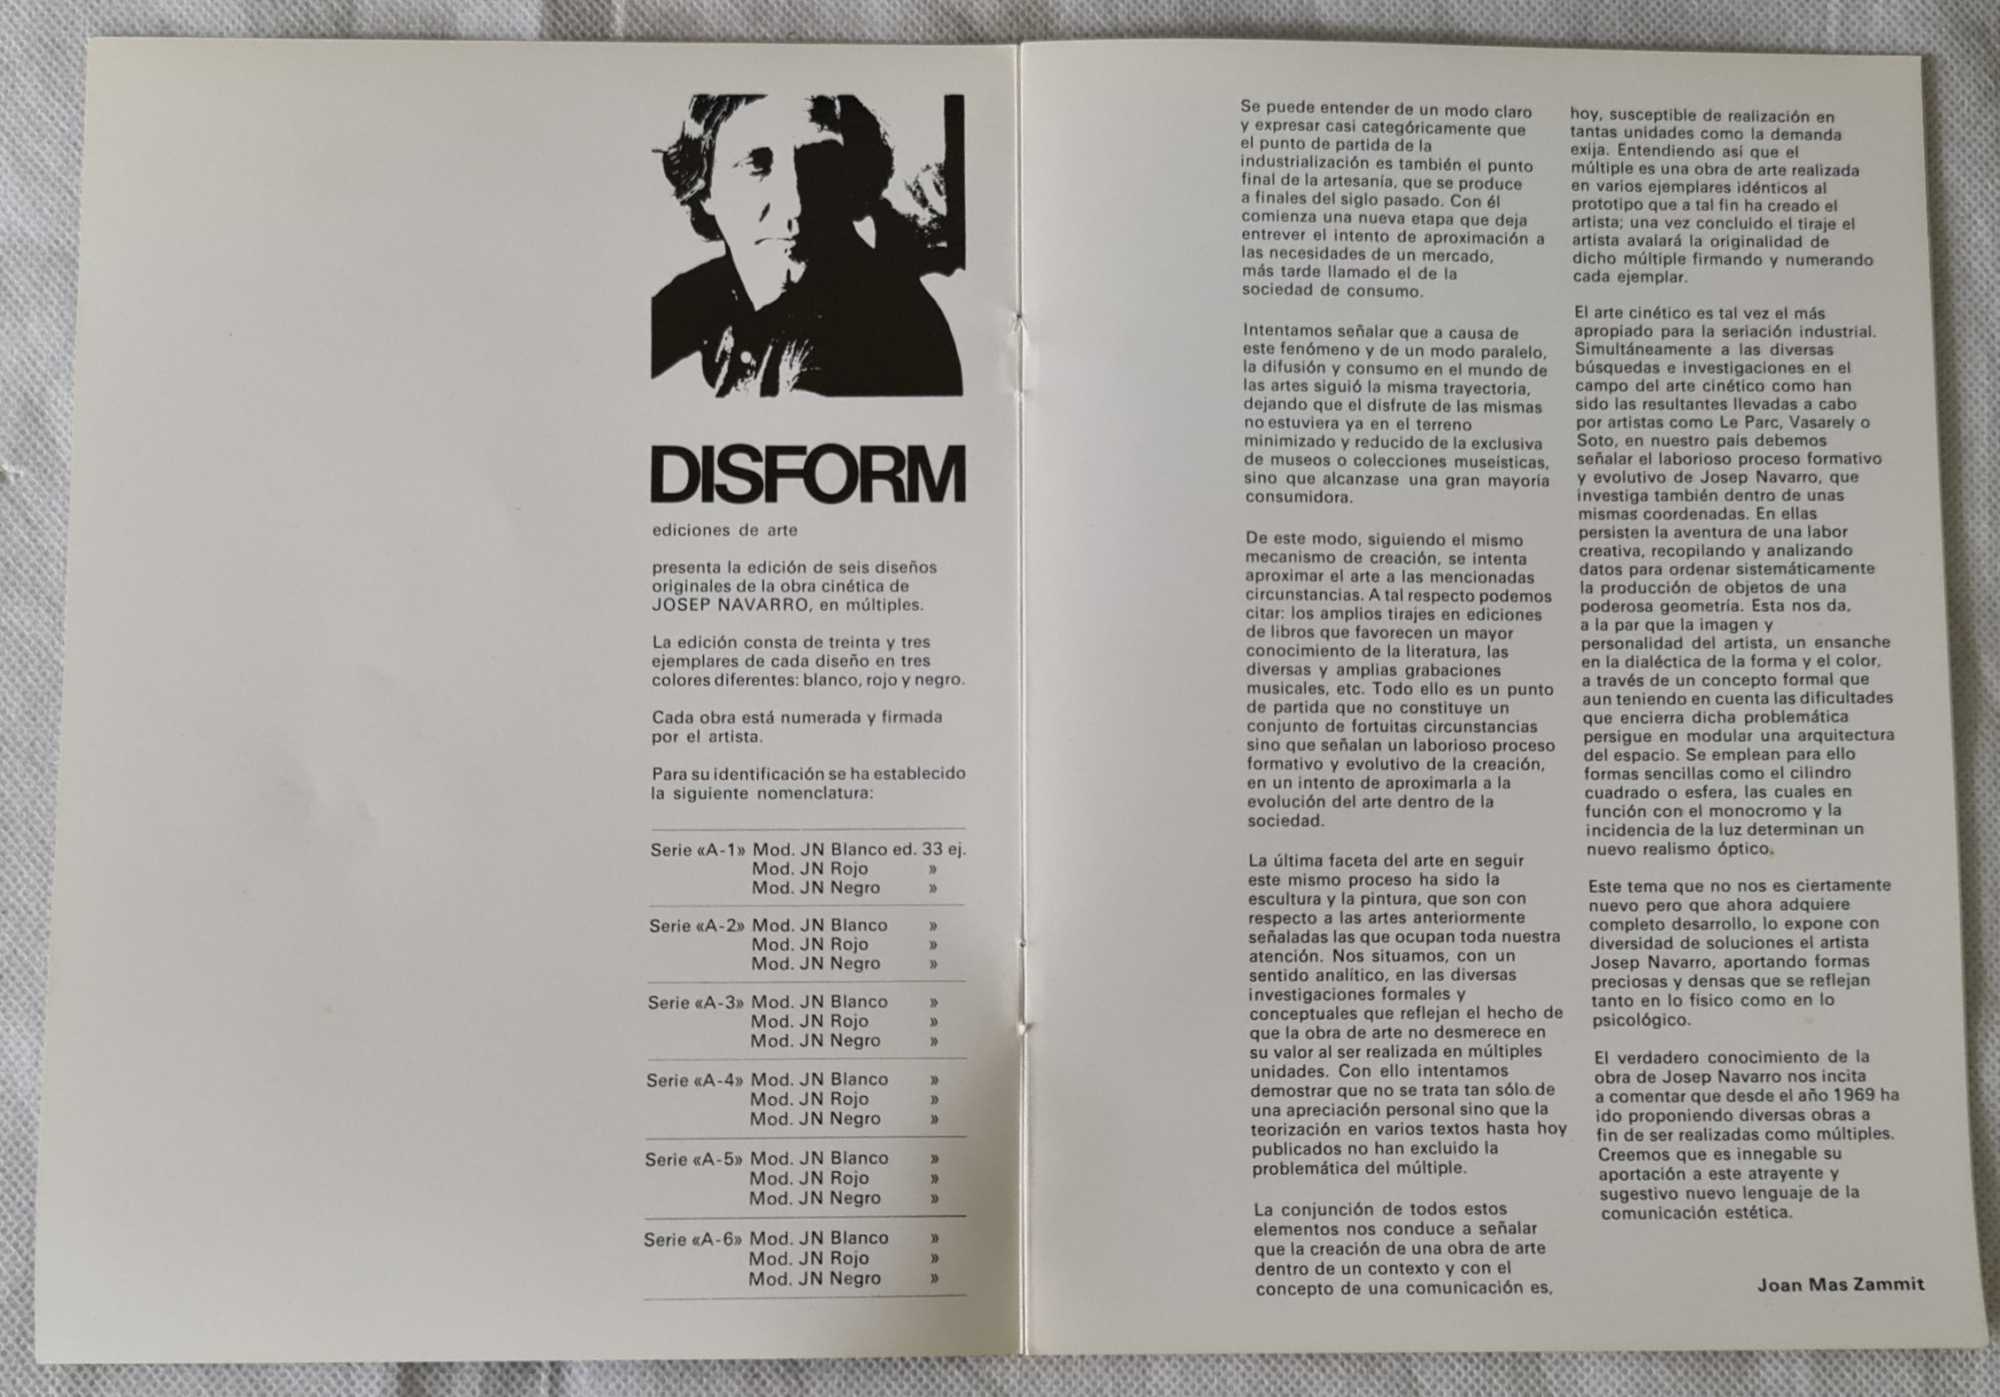 DISFORM
ediciones de arte
presenta la edición de seis diseños
originales de la obra cinética de
JOSEP NAVARRO, en múltiples.
La edición consta de treinta y tres
ejemplares de cada diseño en tres
colores diferentes: blanco, rojo y negro.
Cada obra está numerada y firmada
por el artista.
Para su identificación se ha establecido
la siguiente nomenclatura:
Serie «A-1» Mod. JN Blanco ed. 33 ej.
Mod. JN Rojo »
Mod. JN Negro »
Serie «A-2» Mod. JN Blanco »
Mod. JN Rojo »
Mod. JN Negro »
Serie «A-3» Mod. JN Blanco »
Mod. JN Rojo »
Mod. JN Negro »
Serie «A-4» Mod. JN Blanco »
Mod. JN Rojo »
Mod. JN Negro »
Serie «A-5» Mod. JN Blanco »
Mod. JN Rojo »
Mod. JN Negro »
Serie «A-6» Mod. JN Blanco »
Mod. JN Rojo »
Mod. JN Negro »
Se puede entender de un modo claro
y expresar casi categóricamente que
el punto de partida de la
industrialización es también el punto
final de la artesanía, que se produce
a finales del siglo pasado. Con él
comienza una nueva etapa que deja
entrever el intento de aproximación a
las necesidades de un mercado,
más tarde llamado el de la
sociedad de consumo.
Intentamos señalar que a causa de
este fenómeno y de un modo paralelo,
la difusión y consumo en el mundo de
las artes siguió la misma trayectoria,
dejando que el disfrute de las mismas
no estuviera ya en el terreno
minimizado y reducido de la exclusiva
de museos o colecciones museísticas,
sino que alcanzase una gran mayoría
consumidora.
De este modo, siguiendo el mismo
mecanismo de creación, se intenta
aproximar el arte a las mencionadas
circunstancias. A tal respecto podemos
citar: los amplios tirajes en ediciones
de libros que favorecen un mayor
conocimiento de la literatura, las
diversas y amplias grabaciones
musicales, etc. Todo ello es un punto
de partida que no constituye un
conjunto de fortuitas circunstancias
sino que señalan un laborioso proceso
formativo y evolutivo de la creación,
en un intento de aproximarla a la
evolución del arte dentro de la
sociedad.
La última faceta del arte en seguir
este mismo proceso ha sido la
escultura y la pintura, que son con
respecto a las artes anteriormente
señaladas las que ocupan toda nuestra
atención. Nos situamos, con un
sentido analítico, en las diversas
investigaciones formales y
conceptuales que reflejan el hecho de
que la obra de arte no desmerece en
su valor al ser realizada en múltiples
unidades. Con ello intentamos
demostrar que no se trata tan sólo de
una apreciación personal sino que la
teorización en varios textos hasta hoy
publicados no han excluido la
problemática del múltiple.
La conjunción de todos estos
elementos nos conduce a señalar
que la creación de una obra de arte
dentro de un contexto y con el
concepto de una comunicación es,
hoy, susceptible de realización en
tantas unidades como la demanda
exija. Entendiendo así que el
múltiple es una obra de arte realizada
en varios ejemplares idénticos al
prototipo que a tal fin ha creado el
artista; una vez concluido el tiraje el
artista avalará la originalidad de
dicho múltiple firmando y numerando
cada ejemplar.
El arte cinético es tal vez el más
apropiado para la seriación industrial.
Simultáneamente a las diversas
búsquedas e investigaciones en el
campo del arte cinético como han
sido las resultantes llevadas a cabo
por artistas como Le Parc, Vasarely o
Soto, en nuestro país debemos
señalar el laborioso proceso formativo
y evolutivo de Josep Navarro, que
investiga también dentro de unas
mismas coordenadas. En ellas
persisten la aventura de una labor
creativa, recopilando y analizando
datos para ordenar sistemáticamente
la producción de objetos de una
poderosa geometría. Esta nos da,
a la par que la imagen y
personalidad del artista, un ensanche
en la dialéctica de la forma y el color,
a través de un concepto formal que
aun teniendo en cuenta las dificultades
que encierra dicha problemática
persigue en modular una arquitectura
del espacio. Se emplean para ello
formas sencillas como el cilindro
cuadrado o esfera, las cuales en
función con el monocromo y la
incidencia de la luz determinan un
nuevo realismo óptico.
Este tema que no nos es ciertamente
nuevo pero que ahora adquiere
completo desarrollo, lo expone con
diversidad de soluciones el artista
Josep Navarro, aportando formas
preciosas y densas que se reflejan
tanto en lo físico como en lo
psicológico.
El verdadero conocimiento de la
obra de Josep Navarro nos incita
a comentar que desde el año 1969 ha
ido proponiendo diversas obras a
fin de ser realizadas como múltiples.
Creemos que es innegable su
aportación a este atrayente y
sugestivo nuevo lenguaje de la
comunicación estética.
Joan Mas Zammit